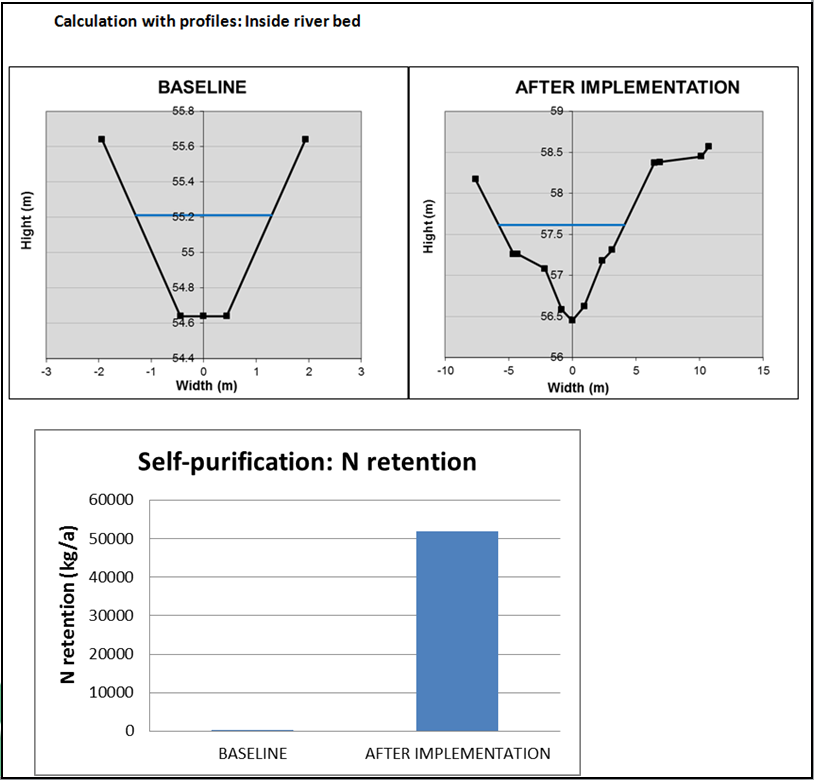 Calculation with profiles: Inside river bed
BASELINE
55.8
55.6
55.4
55.2
55
54.8
54.6
54.4
-3 -2 -1 0 1 2 3
Hight (m)
Width (m)
AFTER IMPLEMENTATION
59
58.5
58
57.5
57
56.5
56
-10 -5 0 5 10 15
Hight (m)
Width (m)
Self-purification: N retention
60000
50000
40000
30000
20000
10000
0
N retention (kg/a)
BASELINE AFTER IMPLEMENTATION